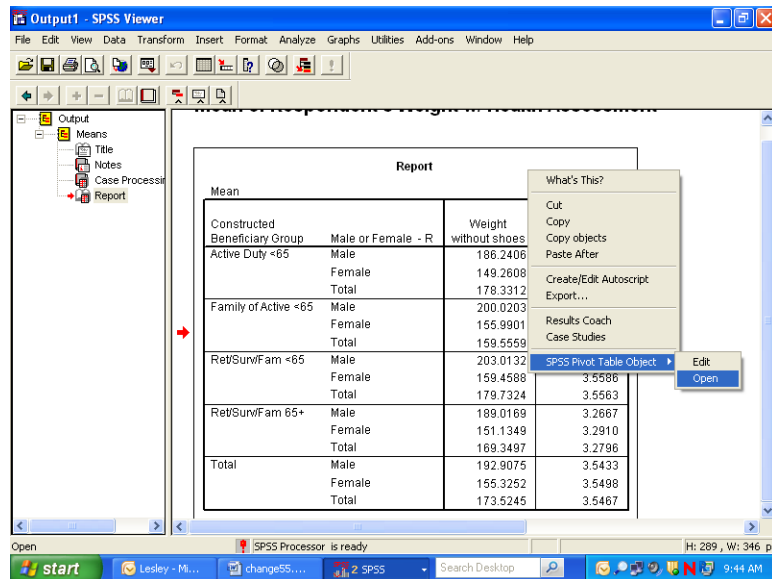 Output1 - SPSS Viewer
File Edit View Data Transform Insert Format Analyze Graphs Utilities Add-ons Window Help
Output
Means
Title
Notes
Case Processin
Report
Report
Mean
Constructed Beneficiary Group Male or Female - R Weight without shoes
Active Duty <65 Male 186.2406
Female 149.2608
Total 178.3312
Family of Active <65 Male 200.0203
Female 155.9901
Total 159.5559
Ret/Surv/Fam <65 Male 203.0132
Female 159.4588 3.5586
Total 179.7324 3.5563
Ret/Surv/Fam 65+ Male 189.0169 3.2667
Female 151.1349 3.2910
Total 169.3497 3.2796
Total Male 192.9075 3.5433
Female 155.3252 3.5498
Total 173.5245 3.5467
What's This?
Cut
Copy
Copy objects
Paste After
Create/Edit Autoscript
Export...
Results Coach
Case Studies
SPSS Pivot Table Object
Edit
Open
Open
SPSS Processor is ready
H: 289 , W: 346 p
start
Lesley - Mi...
change55....
2 SPSS
Search Desktop
9:44 AM